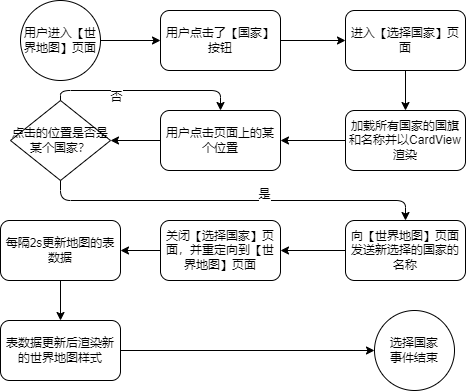 用户进入【世
界地图】页面
用户点击了【国家】
按钮
进入【选择国家】页
面
否
点击的位置是否是
某个国家？
用户点击页面上的某
个位置
加载所有国家的国旗
和名称并以CardView
渲染
是
每隔2s更新地图的表
数据
关闭【选择国家】页
面，并重定向到【世
界地图】页面
向【世界地图】页面
发送新选择的国家的
名称
表数据更新后渲染新
的世界地图样式
选择国家
事件结束